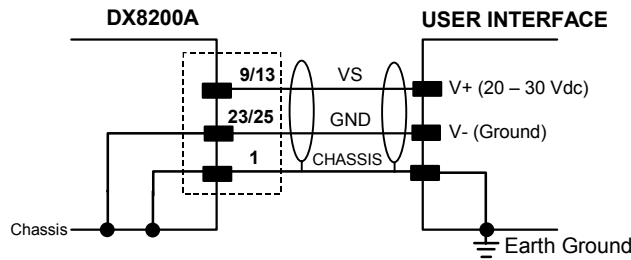 DX8200A
USER INTERFACE
9/13
VS
V+ (20 – 30 Vdc)
23/25
GND
V- (Ground)
1
CHASSIS
Chassis
Earth Ground